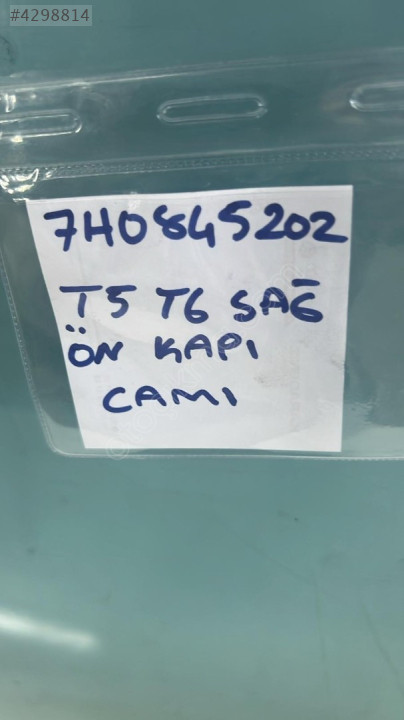 #4298814
7H0845202
T5 T6 SAĞ
ÖN KAPI
CAMI